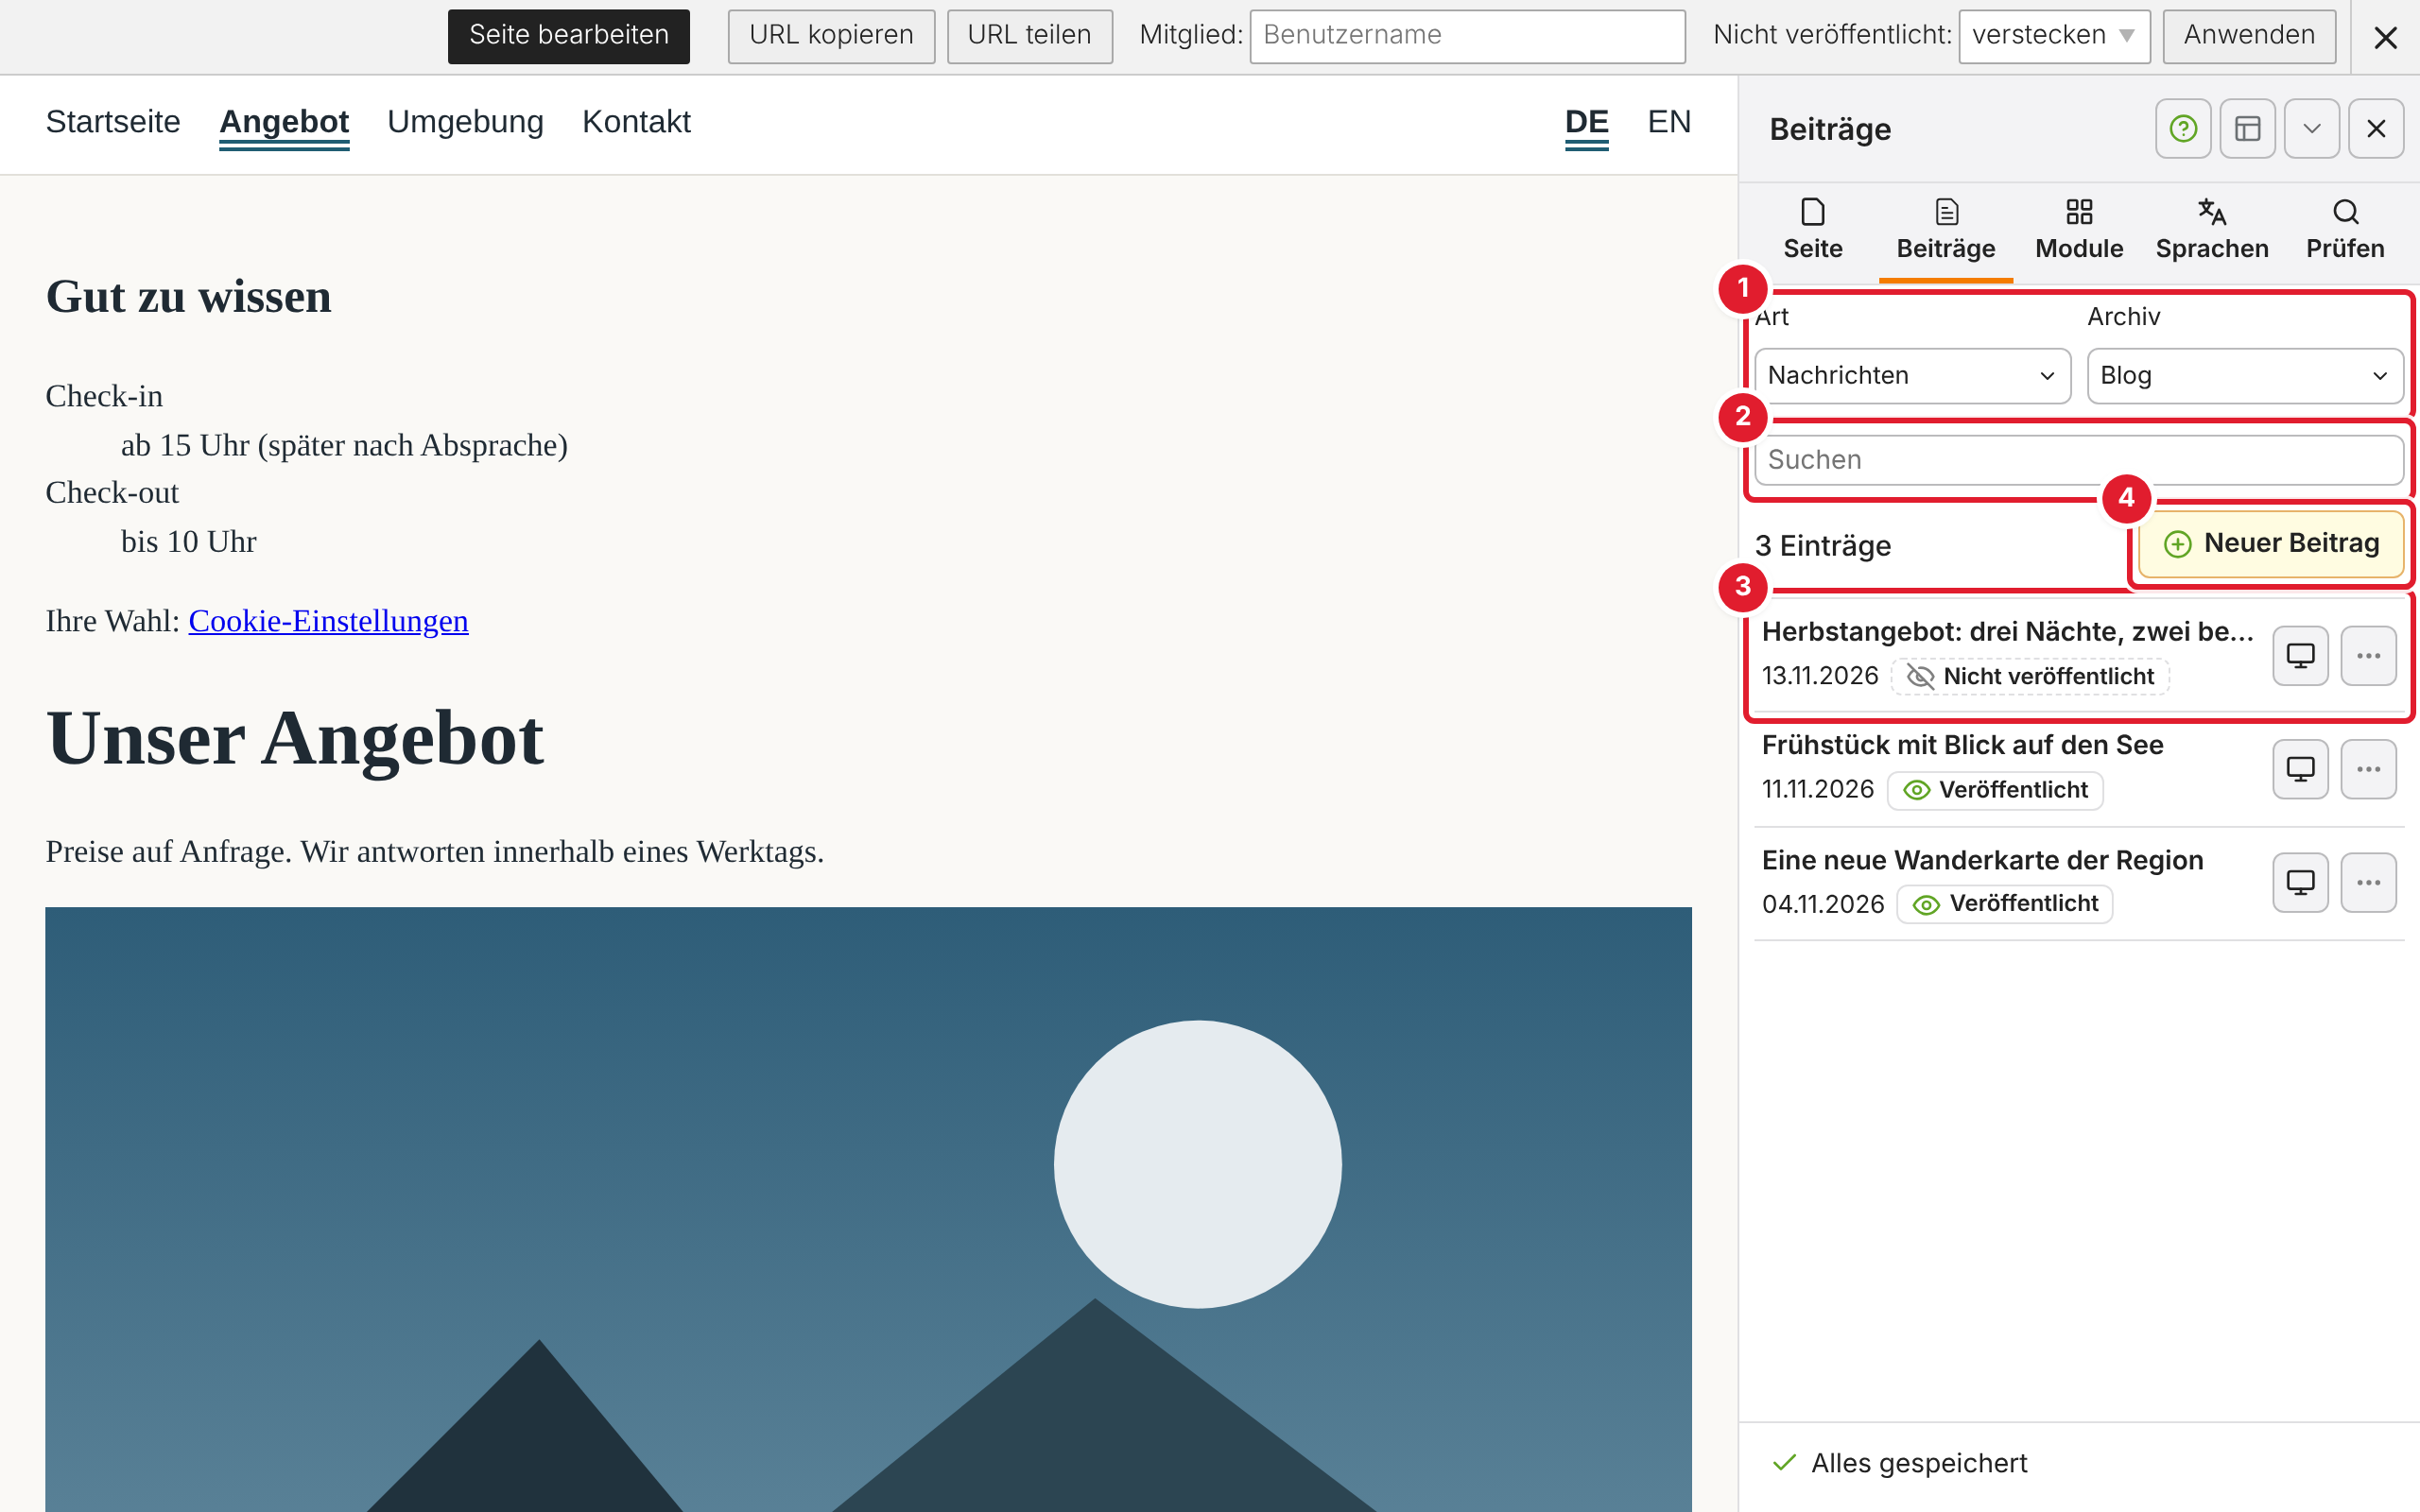 Seite bearbeiten URL kopieren URL teilen Mitglied: Benutzername Nicht veröffentlicht: verstecken Anwenden
Startseite Angebot Umgebung Kontakt DE EN
Gut zu wissen
Check-in
ab 15 Uhr (später nach Absprache)
Check-out
bis 10 Uhr
Ihre Wahl: Cookie-Einstellungen
Unser Angebot
Preise auf Anfrage. Wir antworten innerhalb eines Werktags.
Beiträge
Seite Beiträge Module Sprachen Prüfen
1
Art Archiv
Nachrichten Blog
2
Suchen
4
3 Einträge Neuer Beitrag
3
Herbstangebot: drei Nächte, zwei be...
13.11.2026 Nicht veröffentlicht
Frühstück mit Blick auf den See
11.11.2026 Veröffentlicht
Eine neue Wanderkarte der Region
04.11.2026 Veröffentlicht
Alles gespeichert